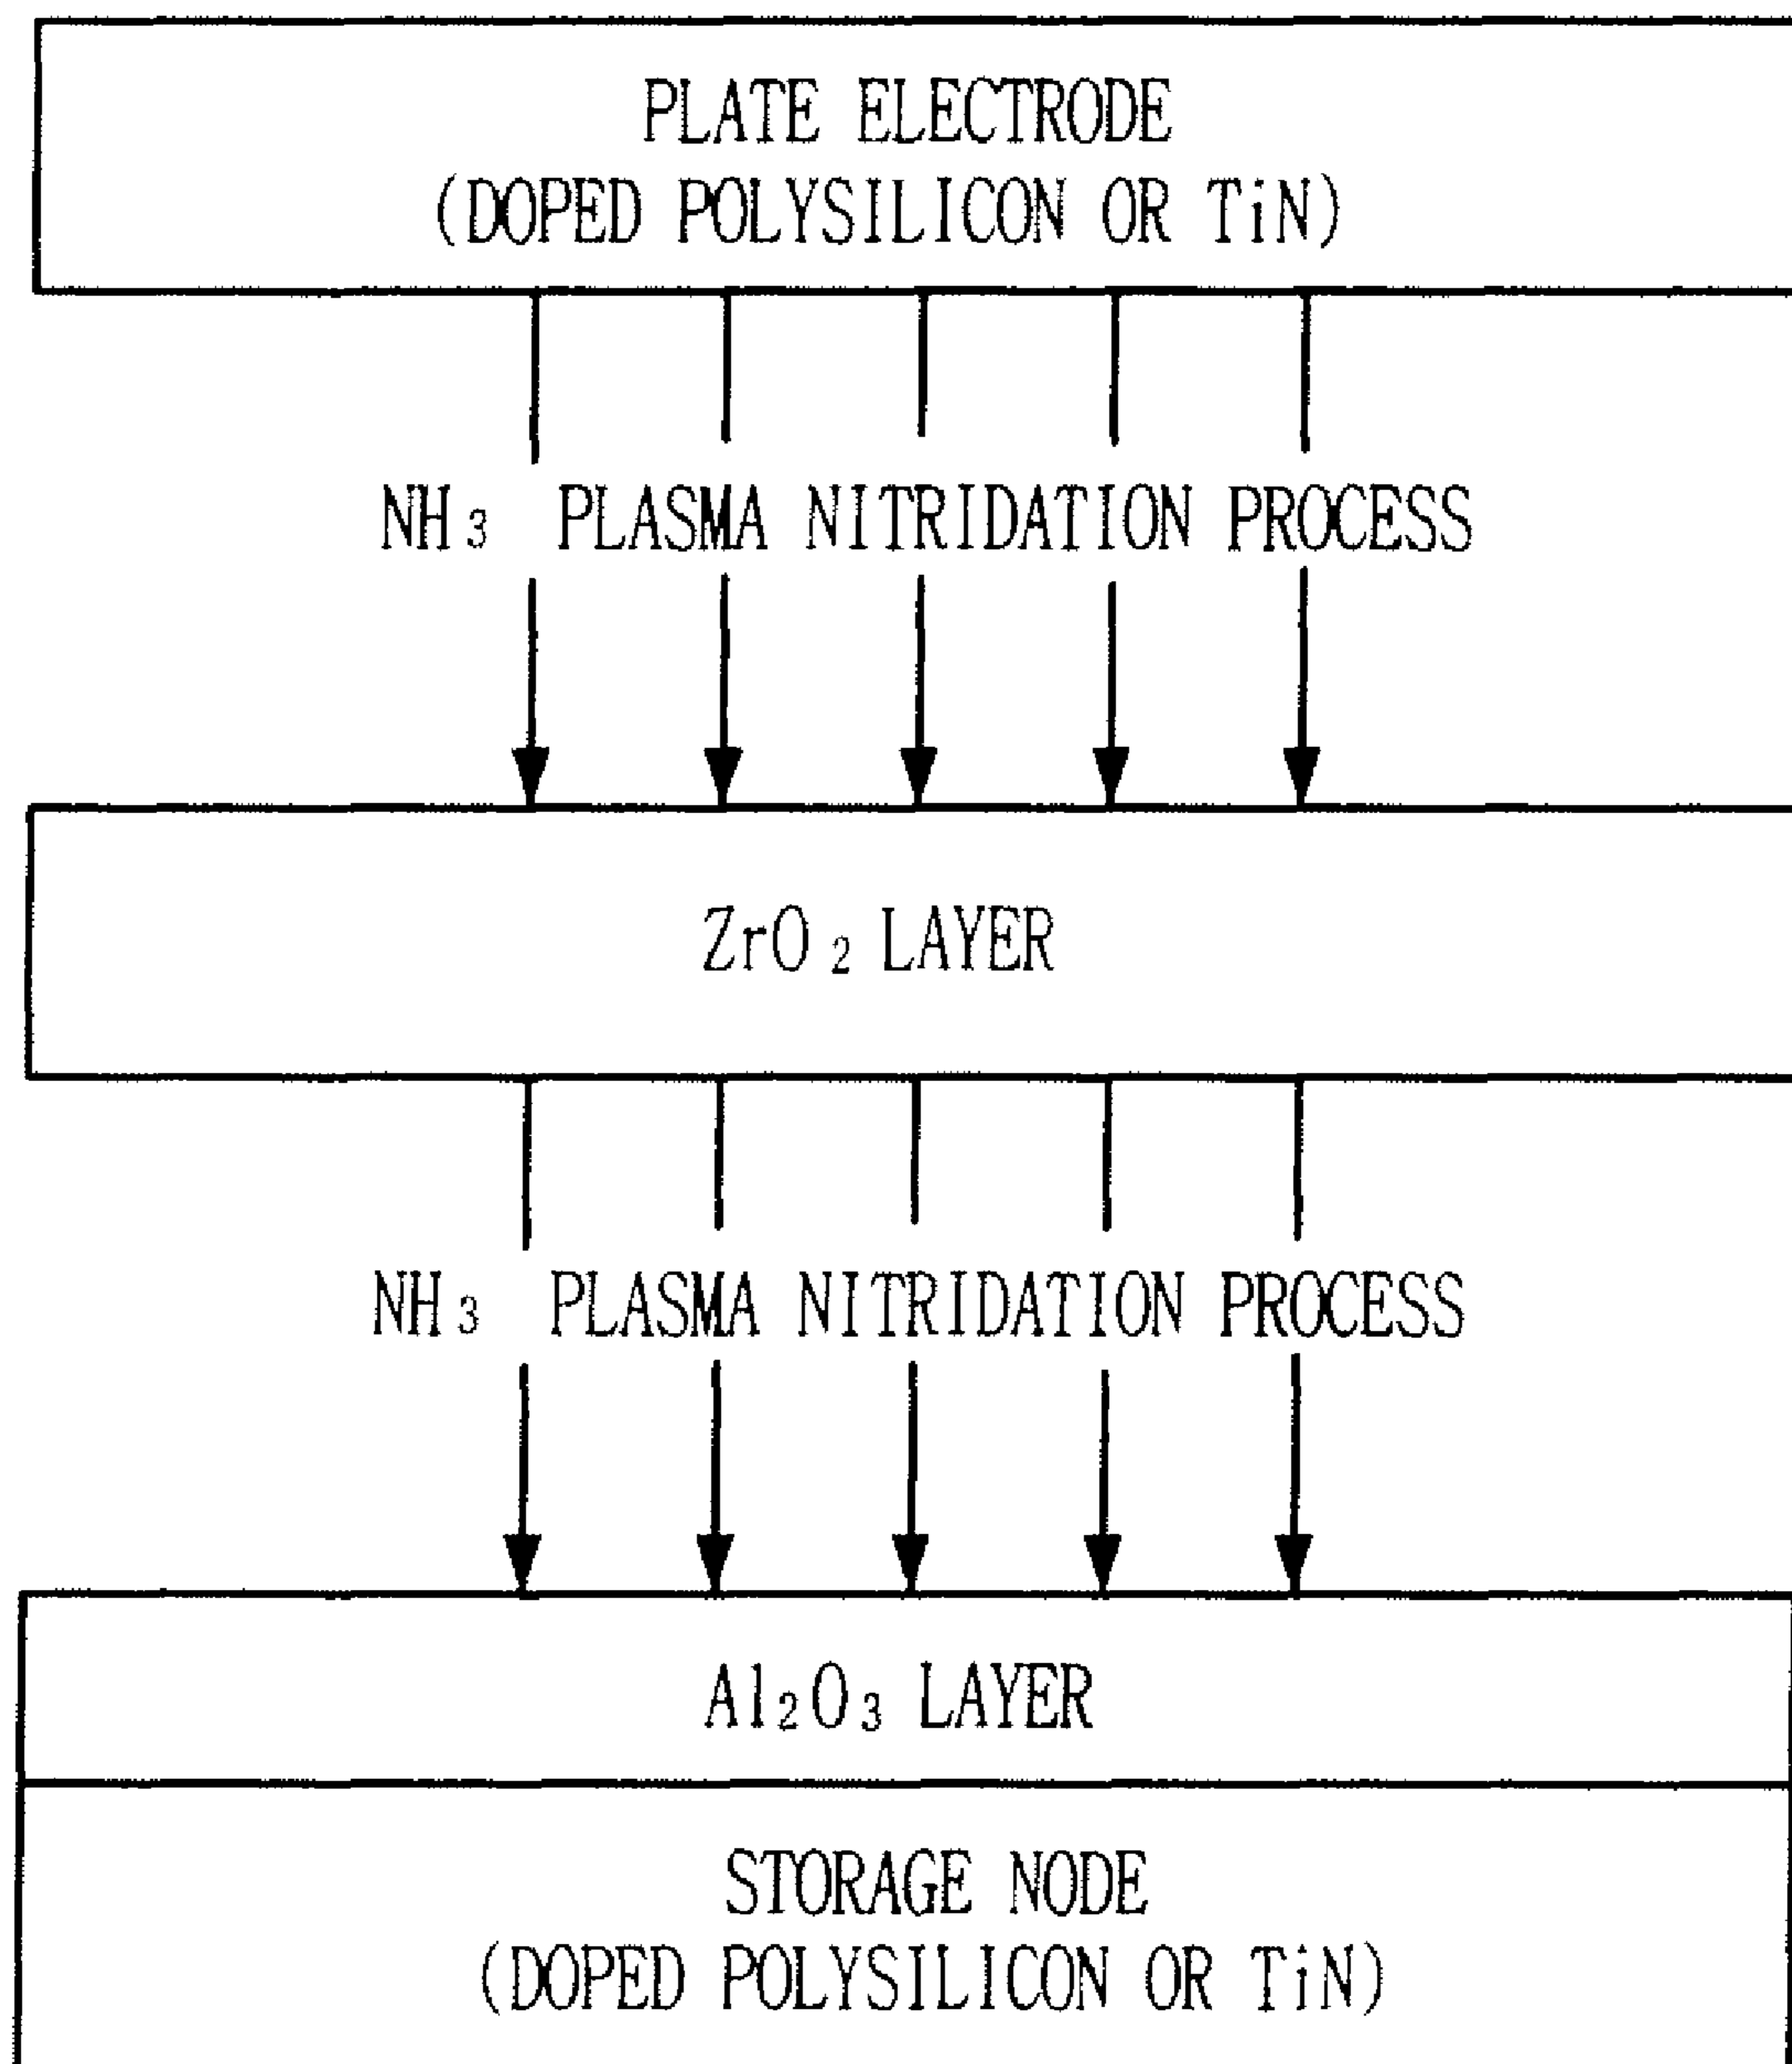 PLATE ELECTRODE
(DOPED POLYSILICON OR TiN)
NH₃ PLASMA NITRIDATION PROCESS
ZrO₂ LAYER
NH₃ PLASMA NITRIDATION PROCESS
Al₂O₃ LAYER
STORAGE NODE
(DOPED POLYSILICON OR TiN)